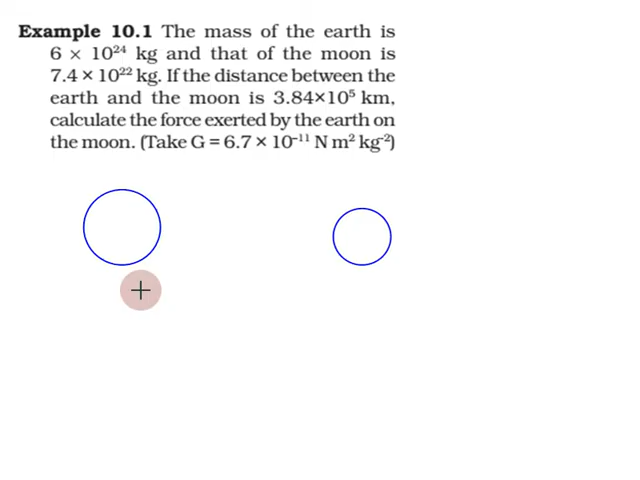 Example 10.1 The mass of the earth is
6 × 10²⁴ kg and that of the moon is
7.4 × 10²² kg. If the distance between the
earth and the moon is 3.84×10⁵ km,
calculate the force exerted by the earth on
the moon. (Take G = 6.7 × 10⁻¹¹ N m² kg⁻²)